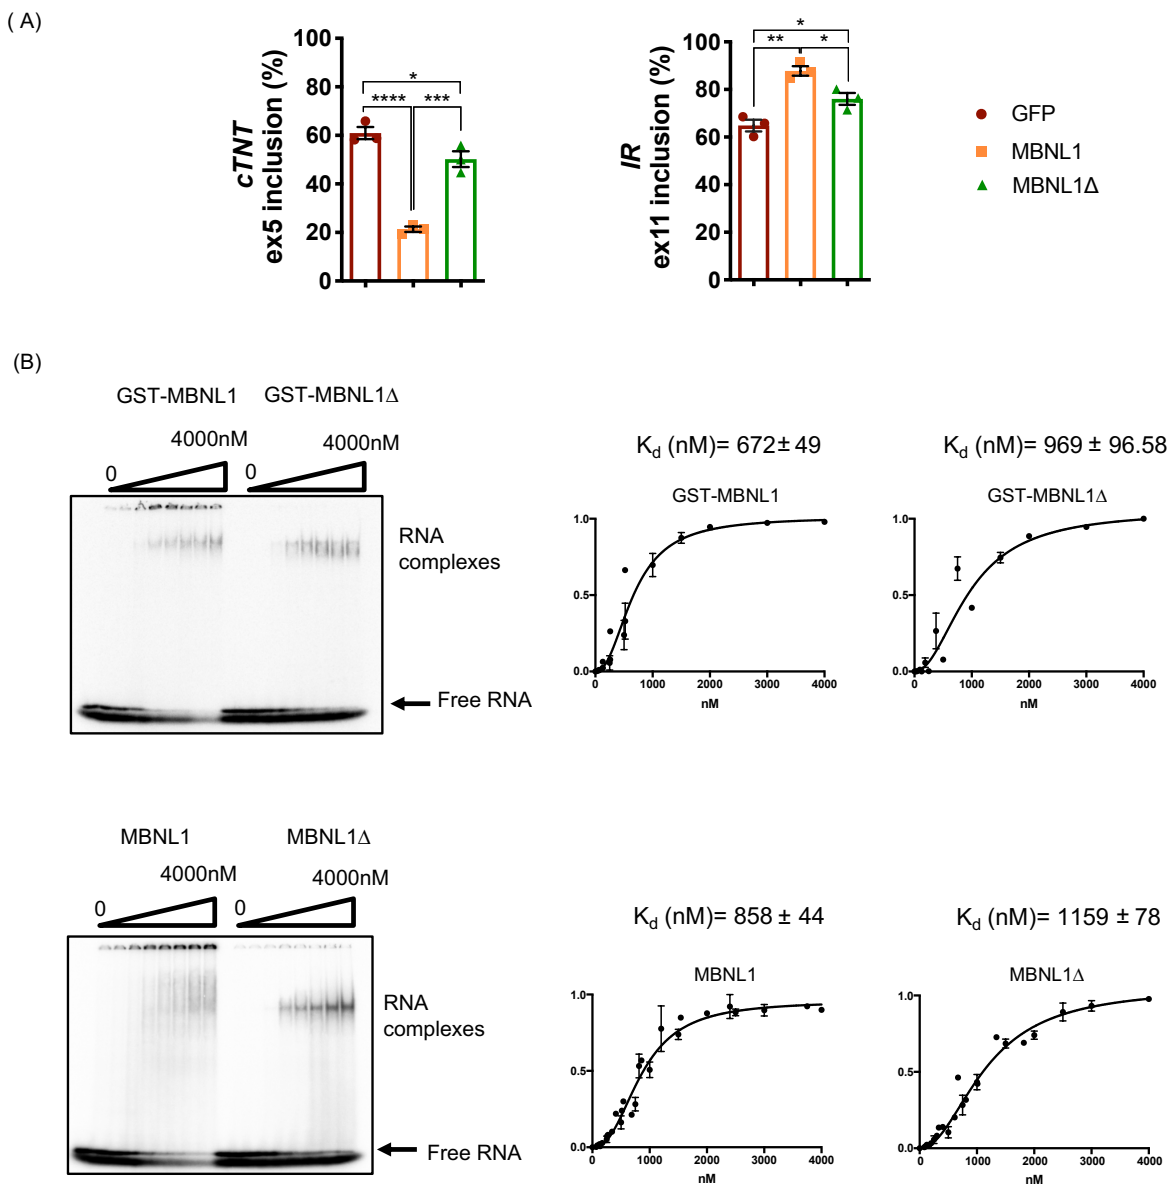 ( A)
cTNT
ex5 inclusion (%)
100
80
60
40
20
0
*
**** ***
IR
ex11 inclusion (%)
100
80
60
40
20
0
*
** *
GFP
MBNL1
MBNL1Δ
(B)
GST-MBNL1 GST-MBNL1Δ
4000nM 4000nM
0 0
RNA
complexes
Free RNA
Kd (nM)= 672± 49
GST-MBNL1
1.0
0.5
0.0
0 1000 2000 3000 4000
nM
Kd (nM)= 969 ± 96.58
GST-MBNL1Δ
1.0
0.5
0.0
0 1000 2000 3000 4000
nM
MBNL1 MBNL1Δ
4000nM 4000nM
0 0
RNA
complexes
Free RNA
Kd (nM)= 858 ± 44
MBNL1
1.0
0.5
0.0
0 1000 2000 3000 4000
nM
Kd (nM)= 1159 ± 78
MBNL1Δ
1.0
0.5
0.0
0 1000 2000 3000 4000
nM